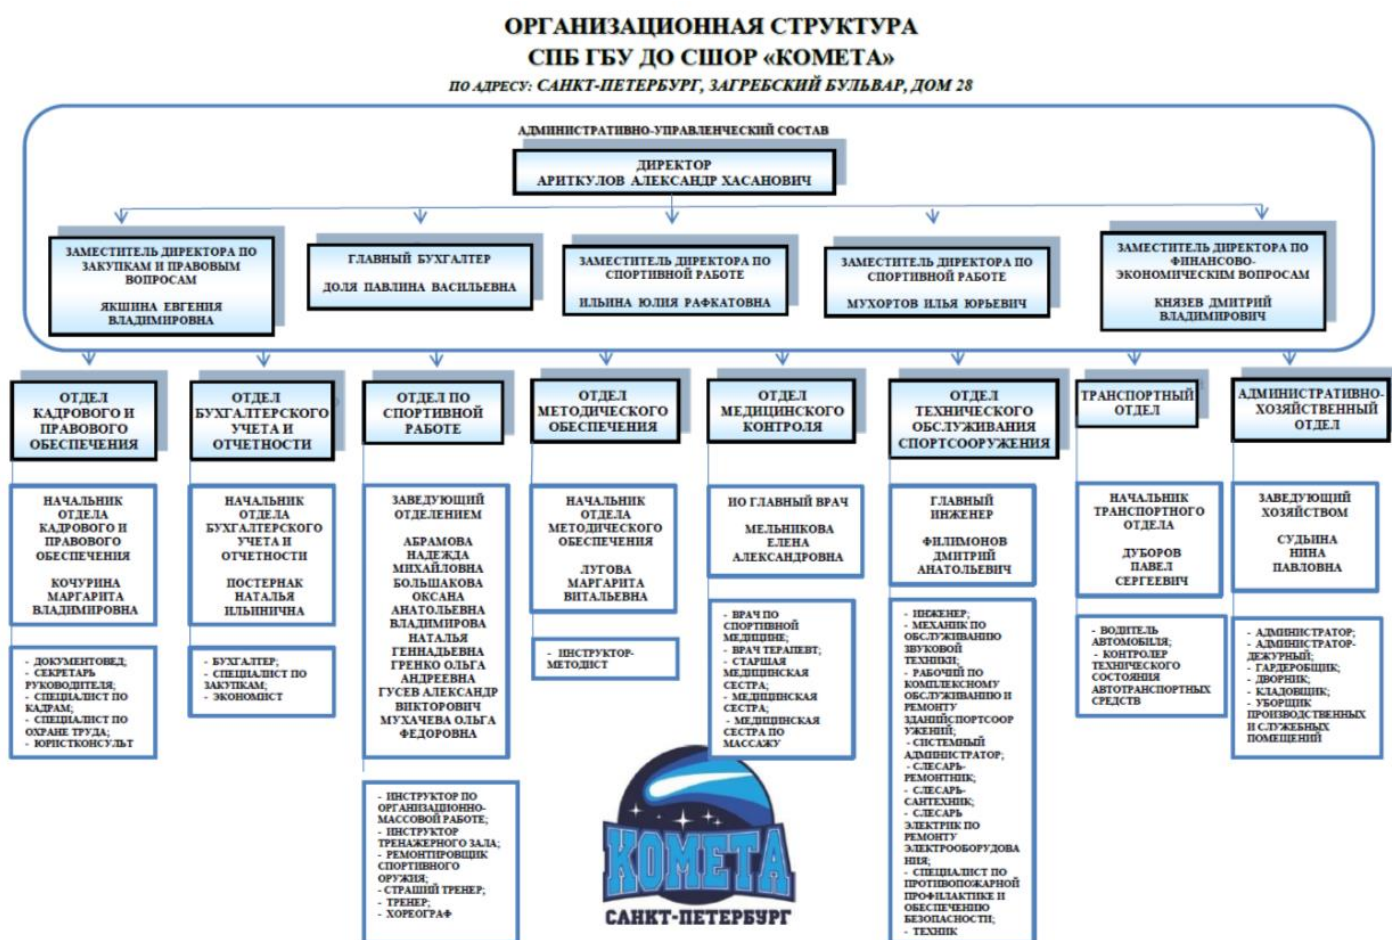 ОРГАНИЗАЦИОННАЯ СТРУКТУРА
СПБ ГБУ ДО СШОР «КОМЕТА»
ПО АДРЕСУ: САНКТ-ПЕТЕРБУРГ, ЗАГРЕБСКИЙ БУЛЬВАР, ДОМ 28
АДМИНИСТРАТИВНО-УПРАВЛЕНЧЕСКИЙ СОСТАВ
ДИРЕКТОР
АРИТКУЛОВ АЛЕКСАНДР ХАСАНОВИЧ
ЗАМЕСТИТЕЛЬ ДИРЕКТОРА ПО
ЗАКУПКАМ И ПРАВОВЫМ
ВОПРОСАМ
ЯКШИНА ЕВГЕНИЯ
ВЛАДИМИРОВНА
ГЛАВНЫЙ БУХГАЛТЕР
ДОЛЯ ПАВЛИНА ВАСИЛЬЕВНА
ЗАМЕСТИТЕЛЬ ДИРЕКТОРА ПО
СПОРТИВНОЙ РАБОТЕ
ИЛЬИНА ЮЛИЯ РАФКАТОВНА
ЗАМЕСТИТЕЛЬ ДИРЕКТОРА ПО
СПОРТИВНОЙ РАБОТЕ
МУХОРТОВ ИЛЬЯ ЮРЬЕВИЧ
ЗАМЕСТИТЕЛЬ ДИРЕКТОРА ПО
ФИНАНСОВО-
ЭКОНОМИЧЕСКИМ ВОПРОСАМ
КНЯЗЕВ ДМИТРИЙ
ВЛАДИМИРОВИЧ
ОТДЕЛ
КАДРОВОГО И
ПРАВОВОГО
ОБЕСПЕЧЕНИЯ
НАЧАЛЬНИК
ОТДЕЛА
КАДРОВОГО И
ПРАВОВОГО
ОБЕСПЕЧЕНИЯ
КОЧУРИНА
МАРГАРИТА
ВЛАДИМИРОВНА
- ДОКУМЕНТОВЕД;
- СЕКРЕТАРЬ
РУКОВОДИТЕЛЯ;
- СПЕЦИАЛИСТ ПО
КАДРАМ;
- СПЕЦИАЛИСТ ПО
ОХРАНЕ ТРУДА;
- ЮРИСТКОНСУЛЬТ
ОТДЕЛ
БУХГАЛТЕРСКОГО
УЧЕТА И
ОТЧЕТНОСТИ
НАЧАЛЬНИК
ОТДЕЛА
БУХГАЛТЕРСКОГО
УЧЕТА И
ОТЧЕТНОСТИ
ПОСТЕРНАК
НАТАЛЬЯ
ИЛЬИНИЧНА
- БУХГАЛТЕР;
- СПЕЦИАЛИСТ ПО
ЗАКУПКАМ;
- ЭКОНОМИСТ
ОТДЕЛ ПО
СПОРТИВНОЙ
РАБОТЕ
ЗАВЕДУЮЩИЙ
ОТДЕЛЕНИЕМ
АБРАМОВА
НАДЕЖДА
МИХАЙЛОВНА
БОЛЬШАКОВА
ОКСАНА
АНАТОЛЬЕВНА
ВЛАДИМИРОВА
НАТАЛЬЯ
ГЕННАДЬЕВНА
ГРЕНКО ОЛЬГА
АНДРЕЕВНА
ГУСЕВ АЛЕКСАНДР
ВИКТОРОВИЧ
МУХАЧЕВА ОЛЬГА
ФЕДОРОВНА
- ИНСТРУКТОР ПО
ОРГАНИЗАЦИОННО-
МАССОВОЙ РАБОТЕ;
- ИНСТРУКТОР
ТРЕНАЖЕРНОГО ЗАЛА;
- РЕМОНТИРОВЩИК
СПОРТИВНОГО
ОРУЖИЯ;
- СТРАШИЙ ТРЕНЕР;
- ТРЕНЕР;
- ХОРЕОГРАФ
ОТДЕЛ
МЕТОДИЧЕСКОГО
ОБЕСПЕЧЕНИЯ
НАЧАЛЬНИК
ОТДЕЛА
МЕТОДИЧЕСКОГО
ОБЕСПЕЧЕНИЯ
ЛУГОВА
МАРГАРИТА
ВИТАЛЬЕВНА
- ИНСТРУКТОР-
МЕТОДИСТ
ОТДЕЛ
МЕДИЦИНСКОГО
КОНТРОЛЯ
ИО ГЛАВНЫЙ ВРАЧ
МЕЛЬНИКОВА
ЕЛЕНА
АЛЕКСАНДРОВНА
- ВРАЧ ПО
СПОРТИВНОЙ
МЕДИЦИНЕ;
- ВРАЧ ТЕРАПЕВТ;
- СТАРШАЯ
МЕДИЦИНСКАЯ
СЕСТРА;
- МЕДИЦИНСКАЯ
СЕСТРА;
- МЕДИЦИНСКАЯ
СЕСТРА ПО
МАССАЖУ
ОТДЕЛ
ТЕХНИЧЕСКОГО
ОБСЛУЖИВАНИЯ
СПОРТСООРУЖЕНИЯ
ГЛАВНЫЙ
ИНЖЕНЕР
ФИЛИМОНОВ
ДМИТРИЙ
АНАТОЛЬЕВИЧ
- ИНЖЕНЕР;
- МЕХАНИК ПО
ОБСЛУЖИВАНИЮ
ЗВУКОВОЙ
ТЕХНИКИ;
- РАБОЧИЙ ПО
КОМПЛЕКСНОМУ
ОБСЛУЖИВАНИЮ И
РЕМОНТУ
ЗДАНИЙСПОРТСООР
УЖЕНИЙ;
- СИСТЕМНЫЙ
АДМИНИСТРАТОР;
- СЛЕСАРЬ-
РЕМОНТНИК;
- СЛЕСАРЬ-
САНТЕХНИК;
- СЛЕСАРЬ
ЭЛЕКТРИК ПО
РЕМОНТУ
ЭЛЕКТРООБОРУДОВА
НИЯ;
- СПЕЦИАЛИСТ ПО
ПРОТИВОПОЖАРНОЙ
ПРОФИЛАКТИКЕ И
ОБЕСПЕЧЕНИЮ
БЕЗОПАСНОСТИ;
- ТЕХНИК
ТРАНСПОРТНЫЙ
ОТДЕЛ
НАЧАЛЬНИК
ТРАНСПОРТНОГО
ОТДЕЛА
ДУБОРОВ
ПАВЕЛ
СЕРГЕЕВИЧ
- ВОДИТЕЛЬ
АВТОМОБИЛЯ;
- КОНТРОЛЕР
ТЕХНИЧЕСКОГО
СОСТОЯНИЯ
АВТОТРАНСПОРТНЫХ
СРЕДСТВ
АДМИНИСТРАТИВНО-
ХОЗЯЙСТВЕННЫЙ
ОТДЕЛ
ЗАВЕДУЮЩИЙ
ХОЗЯЙСТВОМ
СУДЬИНА
НИНА
ПАВЛОВНА
- АДМИНИСТРАТОР;
- АДМИНИСТРАТОР-
ДЕЖУРНЫЙ;
- ГАРДЕРОБЩИК;
- ДВОРНИК;
- КЛАДОВЩИК;
- УБОРЩИК
ПРОИЗВОДСТВЕННЫХ
И СЛУЖЕБНЫХ
ПОМЕЩЕНИЙ
КОМЕТА
САНКТ-ПЕТЕРБУРГ